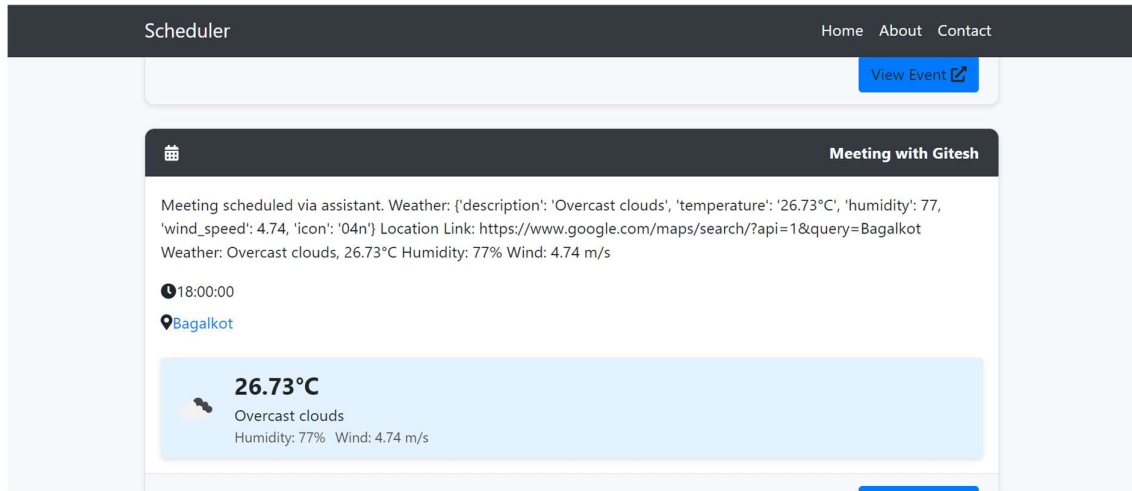 Scheduler
Home About Contact
View Event
Meeting with Gitesh
Meeting scheduled via assistant. Weather: {'description': 'Overcast clouds', 'temperature': '26.73°C', 'humidity': 77,
'wind_speed': 4.74, 'icon': '04n'} Location Link: https://www.google.com/maps/search/?api=1&query=Bagalkot
Weather: Overcast clouds, 26.73°C Humidity: 77% Wind: 4.74 m/s
18:00:00
Bagalkot
26.73°C
Overcast clouds
Humidity: 77% Wind: 4.74 m/s